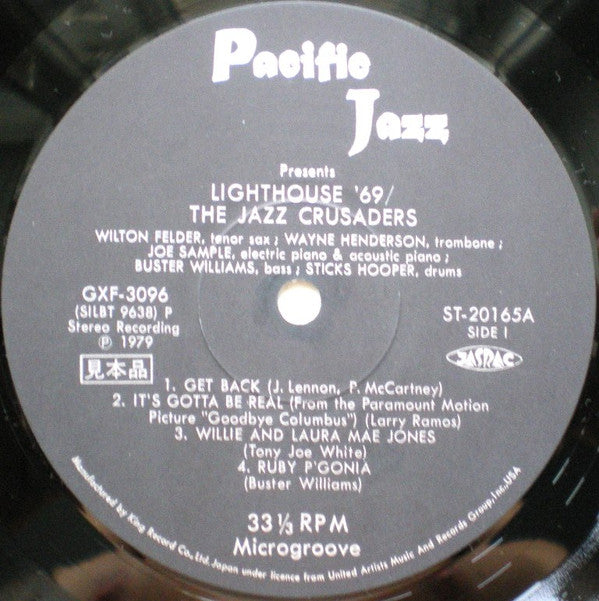 Pacific
Jazz
Presents
LIGHTHOUSE '69/
THE JAZZ CRUSADERS
WILTON FELDER, tenor sax ; WAYNE HENDERSON, trombone ;
JOE SAMPLE, electric piano & acoustic piano ;
BUSTER WILLIAMS, bass ; STICKS HOOPER, drums
GXF-3096
(SILBT 9638) P
Stereo Recording
Ⓟ 1979
見本品
ST-20165A
SIDE I
JASRAC
1. GET BACK (J. Lennon, P. McCartney)
2. IT'S GOTTA BE REAL (From the Paramount Motion
Picture "Goodbye Columbus") (Larry Ramos)
3. WILLIE AND LAURA MAE JONES
(Tony Joe White)
4. RUBY P'GONIA
(Buster Williams)
33⅓ RPM
Microgroove
Manufactured by King Record Co., Ltd. Japan under licence from United Artists Music And Records Group, Inc., USA